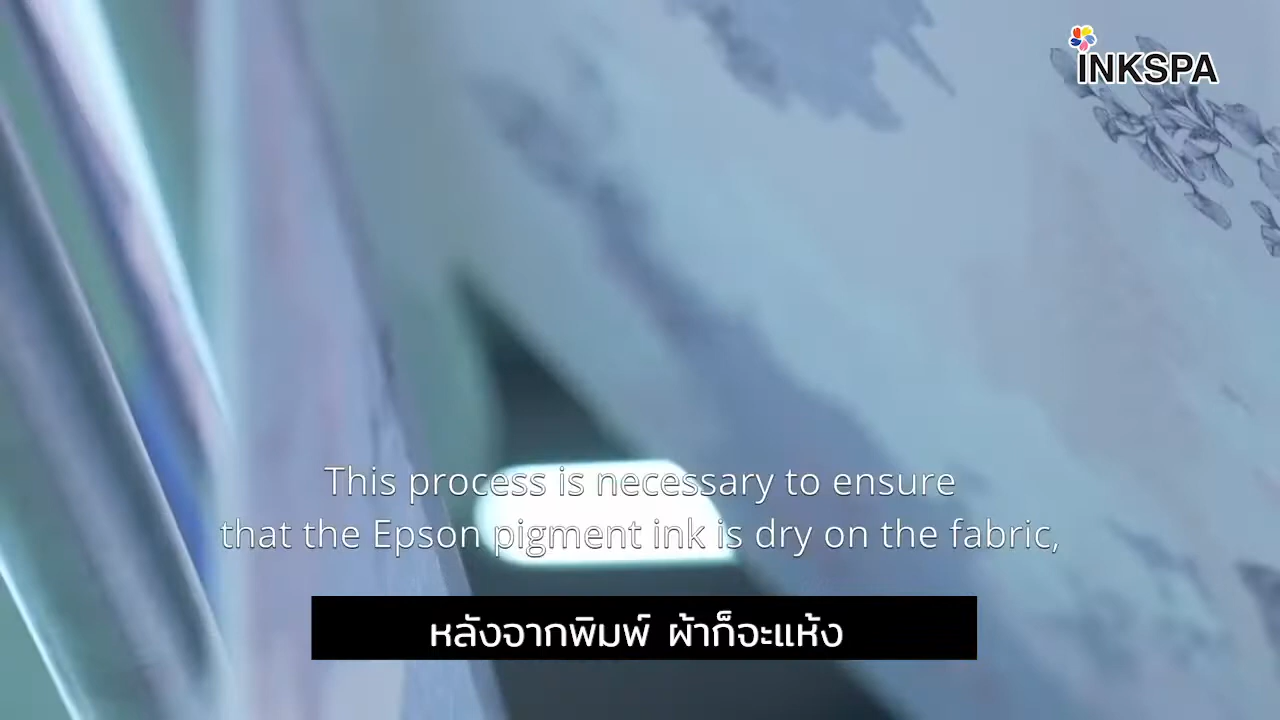 INKSPA
This process is necessary to ensure
that the Epson pigment ink is dry on the fabric,
หลังจากพิมพ์ ผ้าก็จะแห้ง